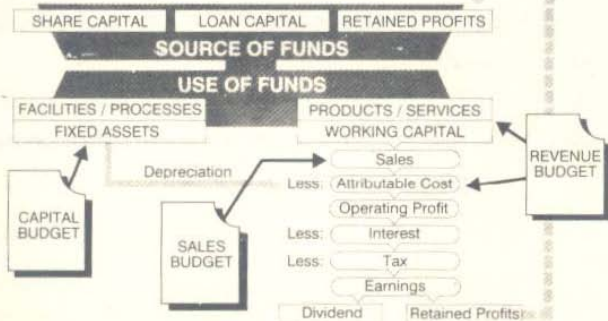 SHARE CAPITAL LOAN CAPITAL RETAINED PROFITS
SOURCE OF FUNDS
USE OF FUNDS
FACILITIES / PROCESSES PRODUCTS / SERVICES
FIXED ASSETS WORKING CAPITAL
Sales
Depreciation
Less: Attributable Cost
REVENUE
BUDGET
Operating Profit
CAPITAL
BUDGET
SALES
BUDGET
Less: Interest
Less: Tax
Earnings
Dividend Retained Profits